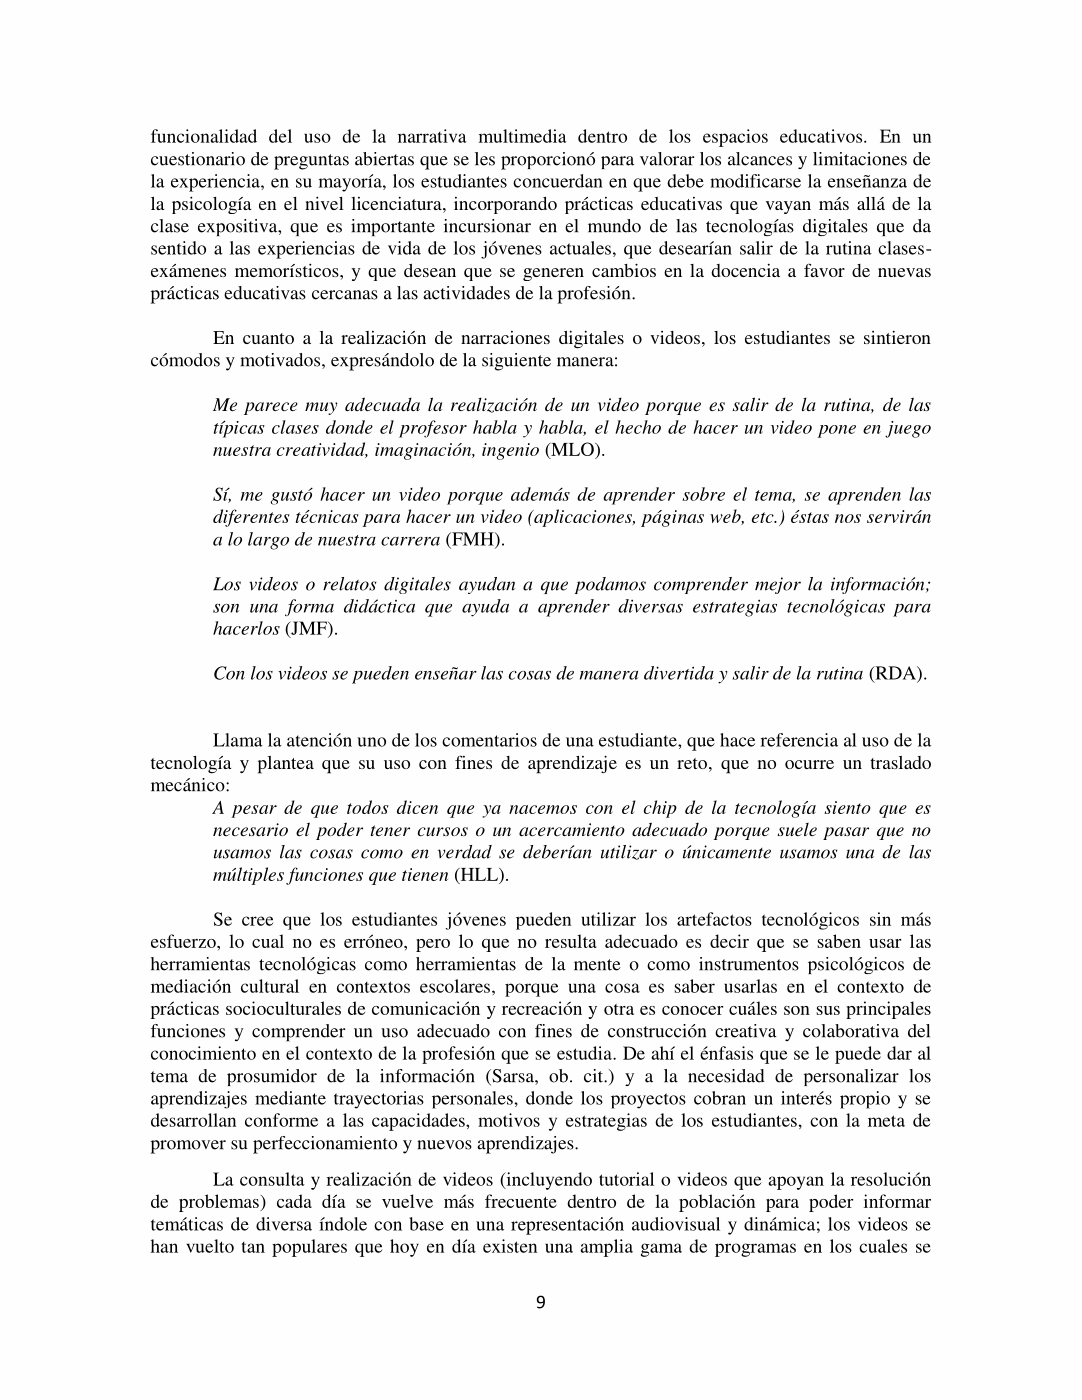 funcionalidad del uso de la narrativa multimedia dentro de los espacios educativos. En un
cuestionario de preguntas abiertas que se les proporcionó para valorar los alcances y limitaciones de
la experiencia, en su mayoría, los estudiantes concuerdan en que debe modificarse la enseñanza de
la psicología en el nivel licenciatura, incorporando prácticas educativas que vayan más allá de la
clase expositiva, que es importante incursionar en el mundo de las tecnologías digitales que da
sentido a las experiencias de vida de los jóvenes actuales, que desearían salir de la rutina clases-
exámenes memorísticos, y que desean que se generen cambios en la docencia a favor de nuevas
prácticas educativas cercanas a las actividades de la profesión.
En cuanto a la realización de narraciones digitales o videos, los estudiantes se sintieron
cómodos y motivados, expresándolo de la siguiente manera:
Me parece muy adecuada la realización de un video porque es salir de la rutina, de las
típicas clases donde el profesor habla y habla, el hecho de hacer un video pone en juego
nuestra creatividad, imaginación, ingenio (MLO).
Sí, me gustó hacer un video porque además de aprender sobre el tema, se aprenden las
diferentes técnicas para hacer un video (aplicaciones, páginas web, etc.) éstas nos servirán
a lo largo de nuestra carrera (FMH).
Los videos o relatos digitales ayudan a que podamos comprender mejor la información;
son una forma didáctica que ayuda a aprender diversas estrategias tecnológicas para
hacerlos (JMF).
Con los videos se pueden enseñar las cosas de manera divertida y salir de la rutina (RDA).
Llama la atención uno de los comentarios de una estudiante, que hace referencia al uso de la
tecnología y plantea que su uso con fines de aprendizaje es un reto, que no ocurre un traslado
mecánico:
A pesar de que todos dicen que ya nacemos con el chip de la tecnología siento que es
necesario el poder tener cursos o un acercamiento adecuado porque suele pasar que no
usamos las cosas como en verdad se deberían utilizar o únicamente usamos una de las
múltiples funciones que tienen (HLL).
Se cree que los estudiantes jóvenes pueden utilizar los artefactos tecnológicos sin más
esfuerzo, lo cual no es erróneo, pero lo que no resulta adecuado es decir que se saben usar las
herramientas tecnológicas como herramientas de la mente o como instrumentos psicológicos de
mediación cultural en contextos escolares, porque una cosa es saber usarlas en el contexto de
prácticas socioculturales de comunicación y recreación y otra es conocer cuáles son sus principales
funciones y comprender un uso adecuado con fines de construcción creativa y colaborativa del
conocimiento en el contexto de la profesión que se estudia. De ahí el énfasis que se le puede dar al
tema de prosumidor de la información (Sarsa, ob. cit.) y a la necesidad de personalizar los
aprendizajes mediante trayectorias personales, donde los proyectos cobran un interés propio y se
desarrollan conforme a las capacidades, motivos y estrategias de los estudiantes, con la meta de
promover su perfeccionamiento y nuevos aprendizajes.
La consulta y realización de videos (incluyendo tutorial o videos que apoyan la resolución
de problemas) cada día se vuelve más frecuente dentro de la población para poder informar
temáticas de diversa índole con base en una representación audiovisual y dinámica; los videos se
han vuelto tan populares que hoy en día existen una amplia gama de programas en los cuales se
9